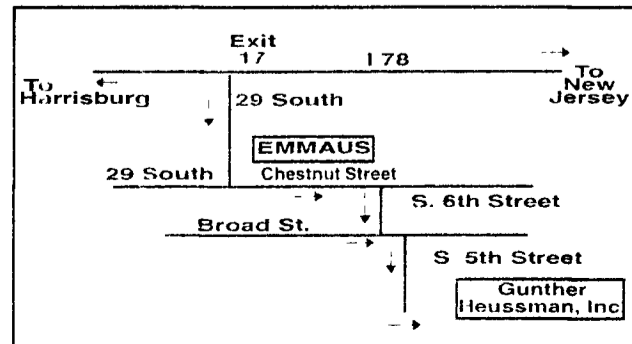 Exit
17
I 78
To
Harrisburg
To
New
Jersey
29 South
EMMAUS
29 South
Chestnut Street
S. 6th Street
Broad St.
S 5th Street
Gunther
Heussman, Inc